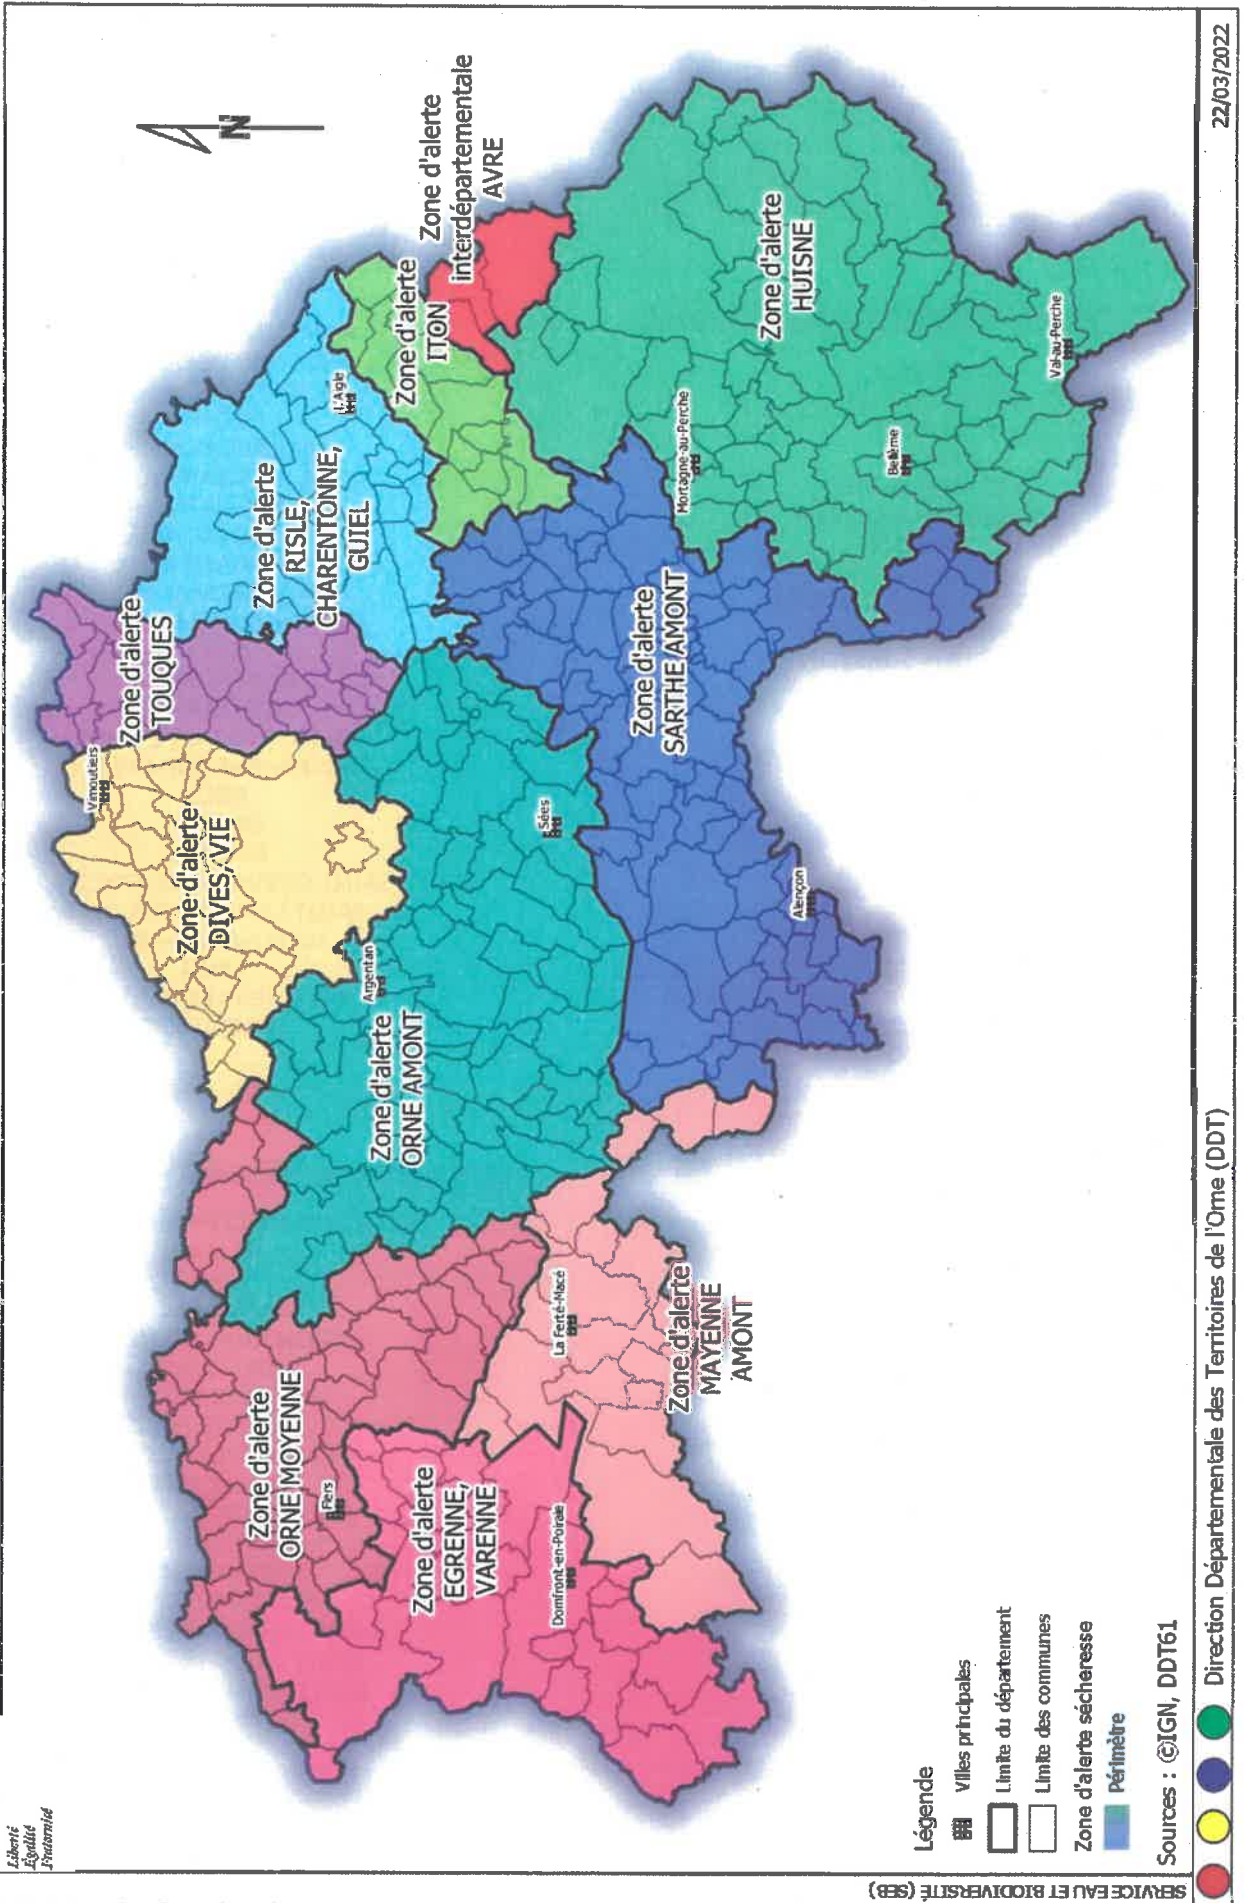 Liberté
Égalité
Fraternité
SERVICE EAU ET BIODIVERSITÉ (SEB)
N
Zone d'alerte
TOUQUES
Vimoutiers
Zone d'alerte
DIVES, VIE
Zone d'alerte
RISLE,
CHARENTONNE,
GUIEL
L'Aigle
Zone d'alerte
ITON
Zone d'alerte
interdépartementale
AVRE
Zone d'alerte
ORNE MOYENNE
Flers
Argentan
Zone d'alerte
ORNE AMONT
Sées
Zone d'alerte
EGRENNE,
VARENNE
Domfront-en-Poiraie
La Ferté-Macé
Zone d'alerte
MAYENNE
AMONT
Zone d'alerte
SARTHE AMONT
Alençon
Mortagne-au-Perche
Zone d'alerte
HUISNE
Bellême
Val-au-Perche
Légende
Villes principales
Limite du département
Limite des communes
Zone d'alerte sécheresse
Périmètre
Sources : ©IGN, DDT61
Direction Départementale des Territoires de l'Orne (DDT)
22/03/2022